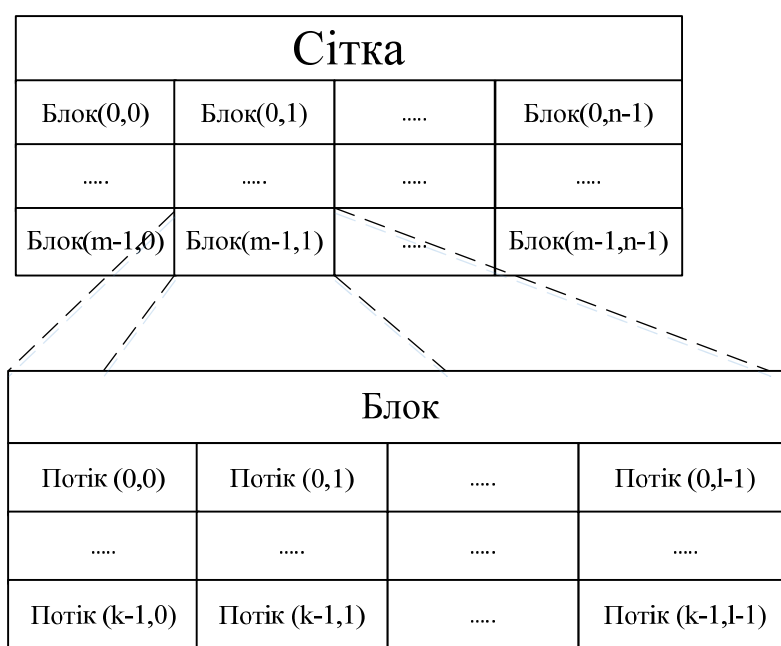 Сітка
Блок(0,0) Блок(0,1) ..... Блок(0,n-1)
..... ..... ..... .....
Блок(m-1,0) Блок(m-1,1) ..... Блок(m-1,n-1)
Блок
Потік (0,0) Потік (0,1) ..... Потік (0,l-1)
..... ..... ..... .....
Потік (k-1,0) Потік (k-1,1) ..... Потік (k-1,l-1)